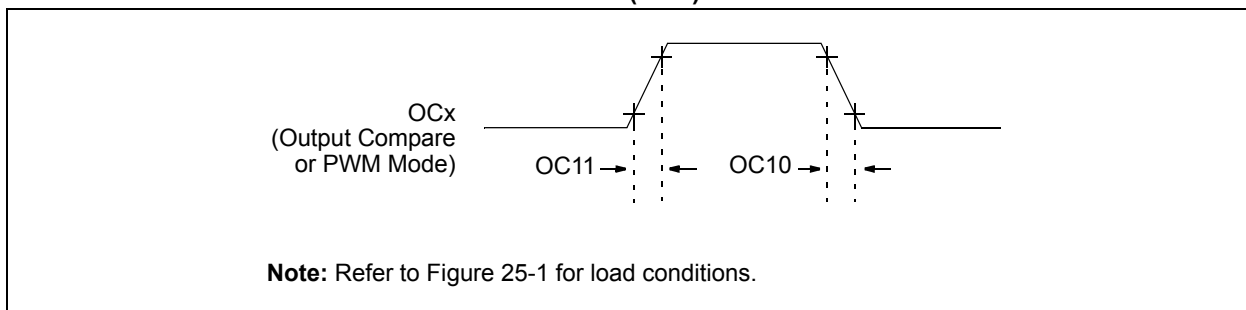 OCx
(Output Compare
or PWM Mode)
OC11
OC10
Note: Refer to Figure 25-1 for load conditions.